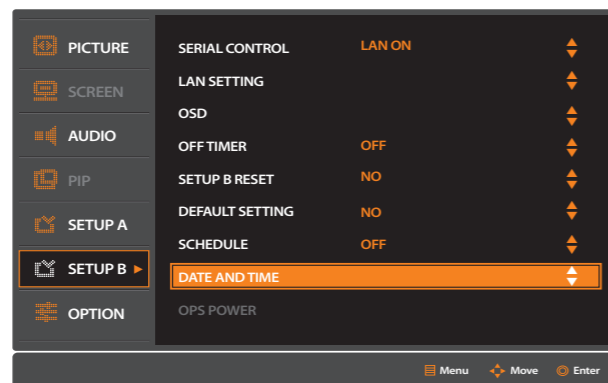 PICTURE
SCREEN
AUDIO
PIP
SETUP A
SETUP B
OPTION
SERIAL CONTROL LAN ON
LAN SETTING
OSD
OFF TIMER OFF
SETUP B RESET NO
DEFAULT SETTING NO
SCHEDULE OFF
DATE AND TIME
OPS POWER
Menu Move Enter